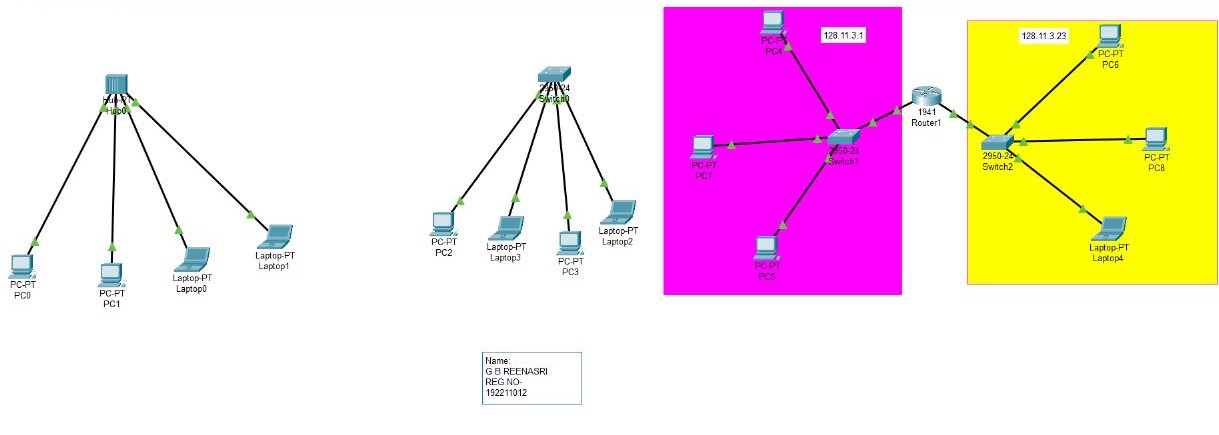 Hub-PT
Hub0
PC-PT
PC0
PC-PT
PC1
Laptop-PT
Laptop0
Laptop-PT
Laptop1
2950-24
Switch0
PC-PT
PC2
Laptop-PT
Laptop3
PC-PT
PC3
Laptop-PT
Laptop2
128.11.3.1
PC-PT
PC4
PC-PT
PC7
2950-24
Switch1
PC-PT
PC5
1941
Router1
128.11.3.23
PC-PT
PC6
2950-24
Switch2
PC-PT
PC8
Laptop-PT
Laptop4
Name:
G B REENASRI
REG.NO-
192211012